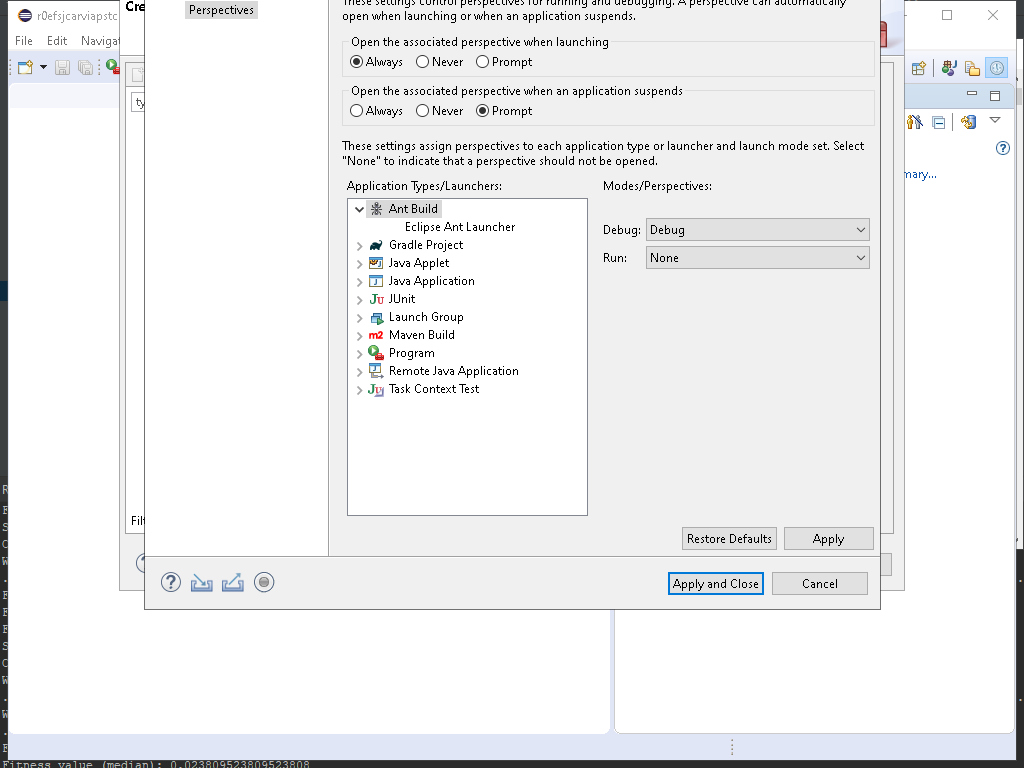 r0efsjcarviapstc
Cre
File Edit Navigat
Perspectives
These settings control perspectives for running and debugging. A perspective can automatically
open when launching or when an application suspends.
Open the associated perspective when launching
Always Never Prompt
Open the associated perspective when an application suspends
Always Never Prompt
These settings assign perspectives to each application type or launcher and launch mode set. Select
"None" to indicate that a perspective should not be opened.
Application Types/Launchers:
Modes/Perspectives:
Ant Build
Eclipse Ant Launcher
Gradle Project
Java Applet
Java Application
JUnit
Launch Group
Maven Build
Program
Remote Java Application
Task Context Test
Debug: Debug
Run: None
ty
mary...
Filt
Restore Defaults Apply
Apply and Close Cancel
Fitness value (median): 0.023809523809523808